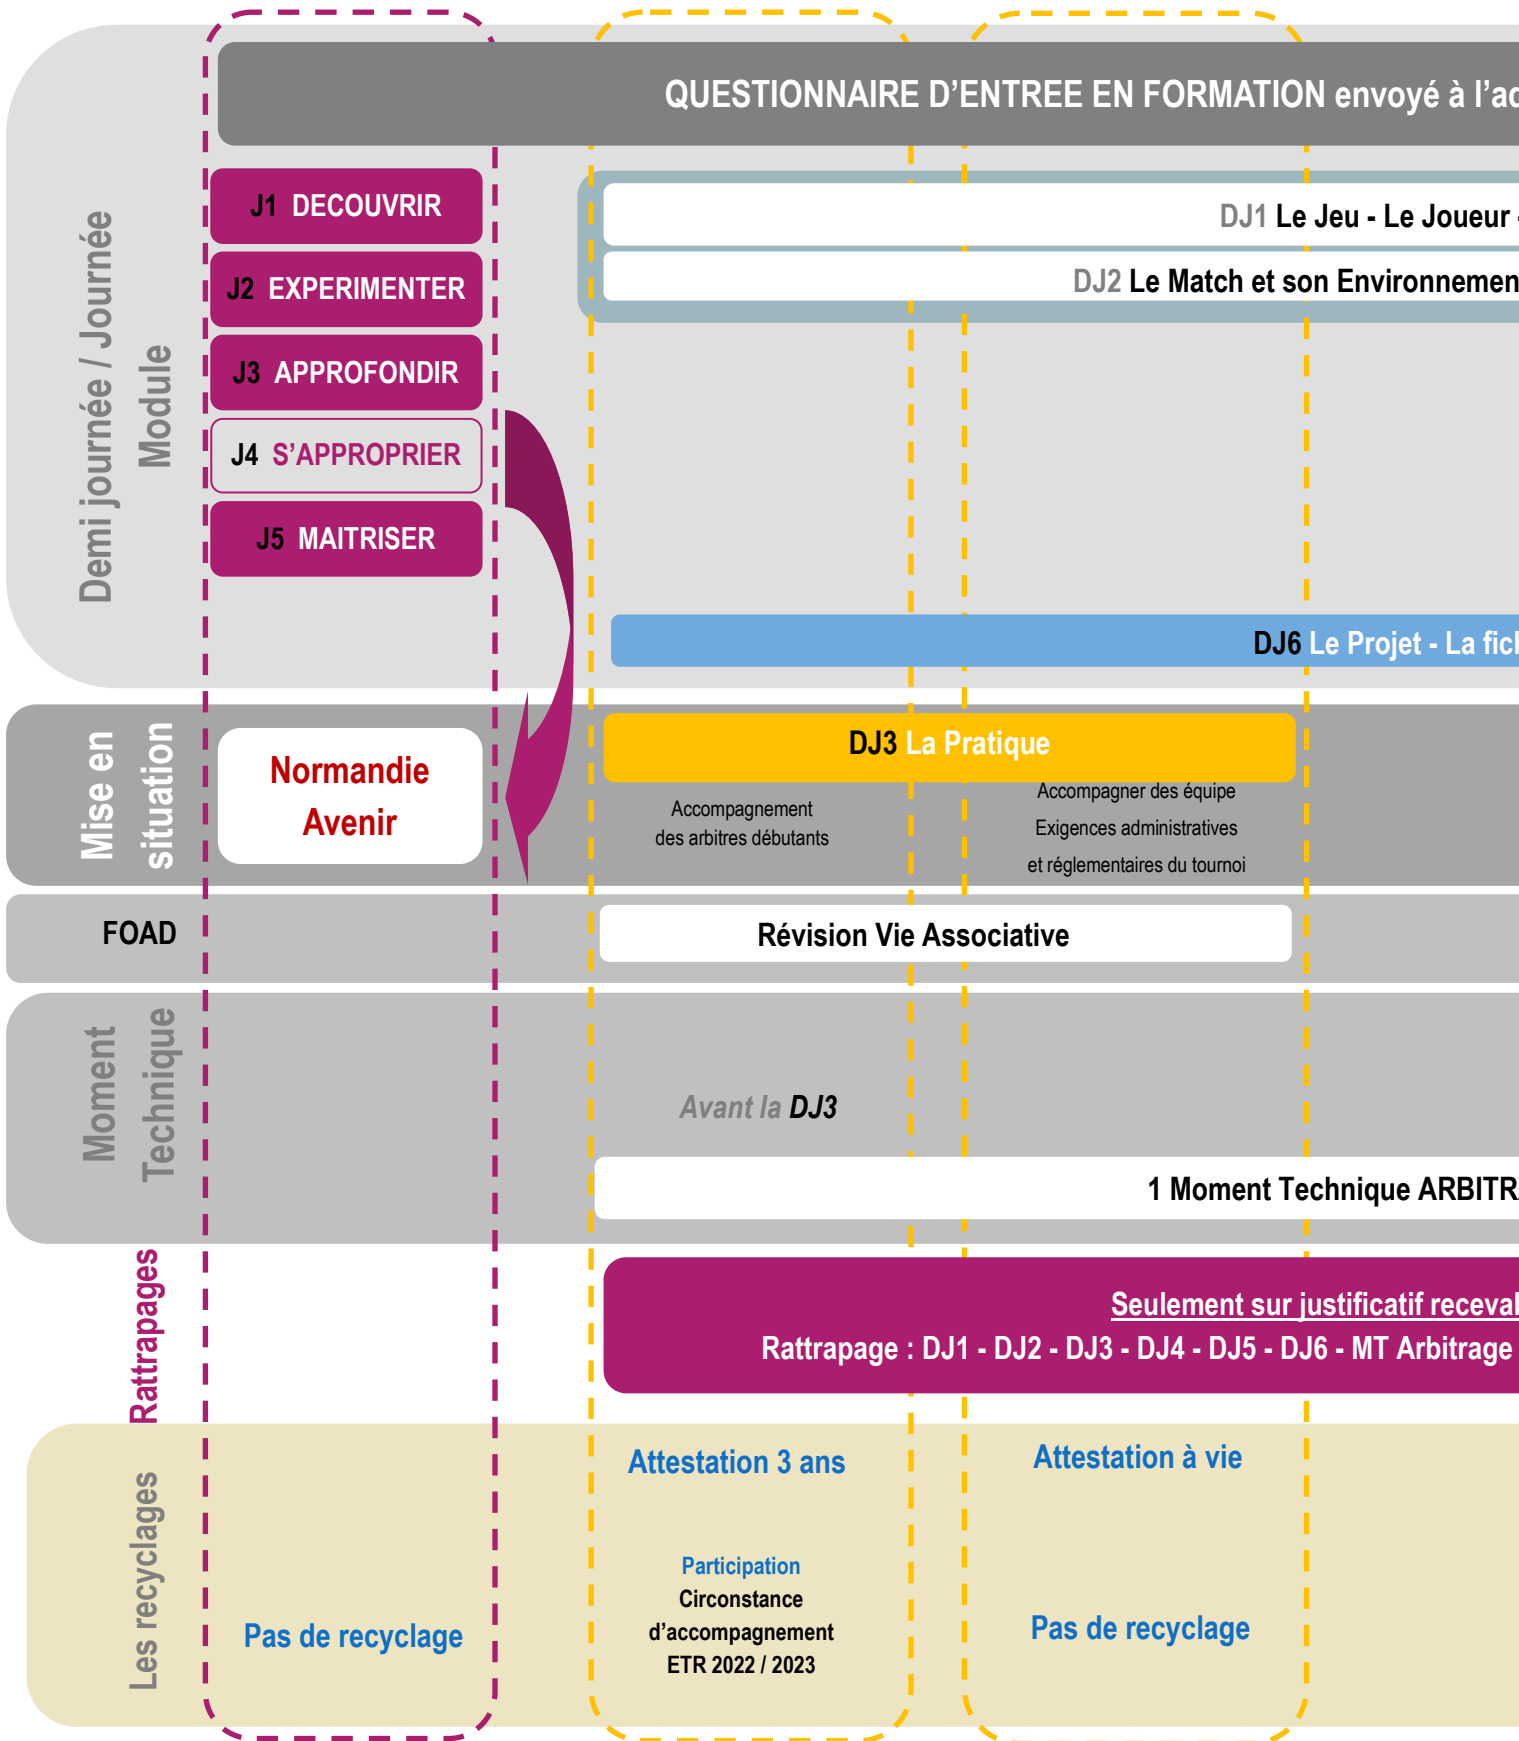 QUESTIONNAIRE D’ENTREE EN FORMATION envoyé à l’ad
Demi journée / Journée
Module
J1 DECOUVRIR
J2 EXPERIMENTER
J3 APPROFONDIR
J4 S’APPROPRIER
J5 MAITRISER
DJ1 Le Jeu - Le Joueur -
DJ2 Le Match et son Environnemen
DJ6 Le Projet - La fich
Mise en
situation
Normandie
Avenir
DJ3 La Pratique
Accompagnement
des arbitres débutants
Accompagner des équipe
Exigences administratives
et réglementaires du tournoi
FOAD
Révision Vie Associative
Moment
Technique
Avant la DJ3
1 Moment Technique ARBITRA
Rattrapages
Seulement sur justificatif recevab
Rattrapage : DJ1 - DJ2 - DJ3 - DJ4 - DJ5 - DJ6 - MT Arbitrage
Les recyclages
Pas de recyclage
Attestation 3 ans
Participation
Circonstance
d’accompagnement
ETR 2022 / 2023
Attestation à vie
Pas de recyclage